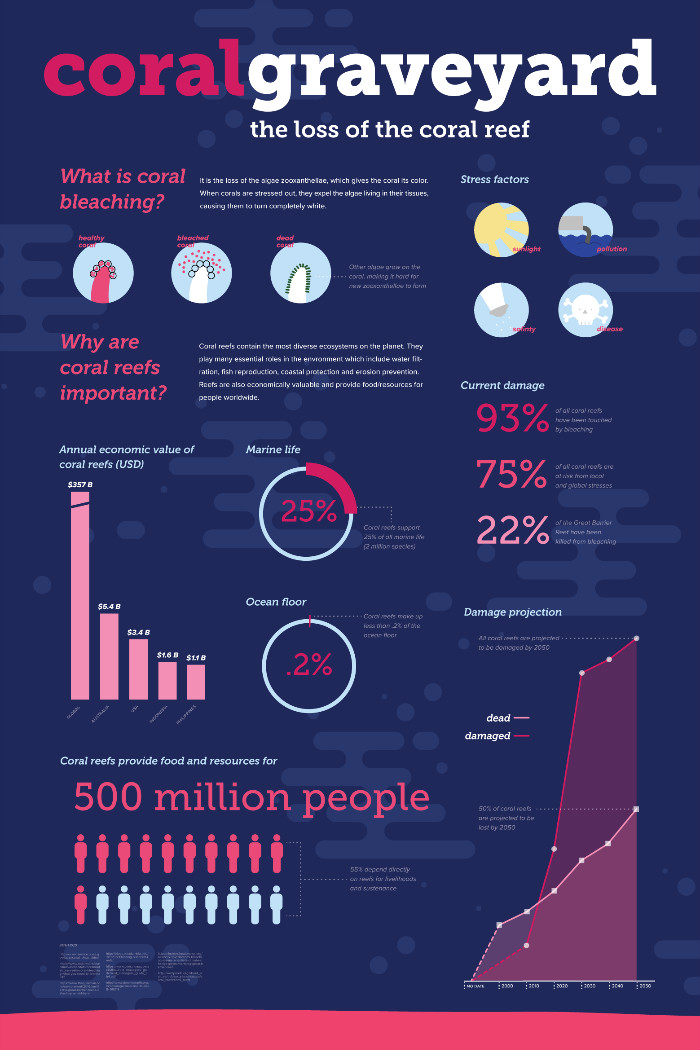 coralgraveyard
the loss of the coral reef
What is coral
bleaching?
It is the loss of the algae zooxanthellae, which gives the coral its color.
When corals are stressed out, they expel the algae living in their tissues,
causing them to turn completely white.
healthy
coral
bleached
coral
dead
coral
Other algae grow on the
coral, making it hard for
new zooxanthellae to form
Stress factors
sunlight
pollution
salinty
disease
Why are
coral reefs
important?
Coral reefs contain the most diverse ecosystems on the planet. They
play many essential roles in the envronment which include water filt-
ration, fish reproduction, coastal protection and erosion prevention.
Reefs are also economically valuable and provide food/resources for
people worldwide.
Current damage
93%
of all coral reefs
have been touched
by bleaching
75%
of all coral reefs are
at risk from local
and global stresses
22%
of the Great Barrier
Reef have been
killed from bleaching
Annual economic value of
coral reefs (USD)
$357 B
$5.4 B
$3.4 B
$1.6 B
$1.1 B
GLOBAL
AUSTRALIA
USA
INDONESIA
PHILIPPINES
Marine life
25%
Coral reefs support
25% of all marine life
(2 million species)
Ocean floor
.2%
Coral reefs make up
less than .2% of the
ocean floor
Damage projection
All coral reefs are projected
to be damaged by 2050
dead
damaged
50% of coral reefs
are projected to be
lost by 2050
NO DATE
2000
2010
2020
2030
2040
2050
Coral reefs provide food and resources for
500 million people
55% depend directly
on reefs for livelihoods
and sustenance